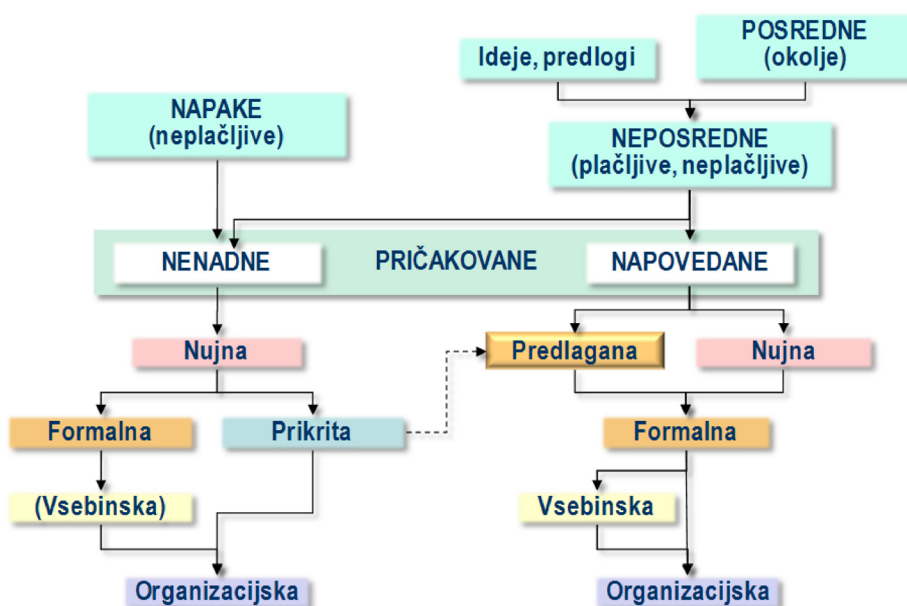 POSREDNE
(okolje)
Ideje, predlogi
NAPAKE
(neplačljive)
NEPOSREDNE
(plačljive, neplačljive)
NENADNE
PRIČAKOVANE
NAPOVEDANE
Nujna
Predlagana
Nujna
Formalna
Prikrita
Formalna
(Vsebinska)
Vsebinska
Organizacijska
Organizacijska